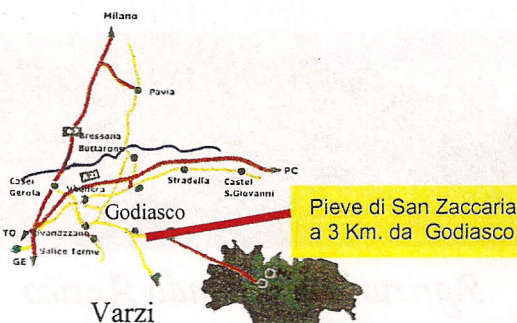 Milano
Pavia
Bressana
Bottarone
Casei
Gerola
Voghera
A21
Stradella
Castel
S.Giovanni
PC
Godiasco
Pieve di San Zaccaria
a 3 Km. da Godiasco
TO
Rivanazzano
GE
Salice Terme
Varzi